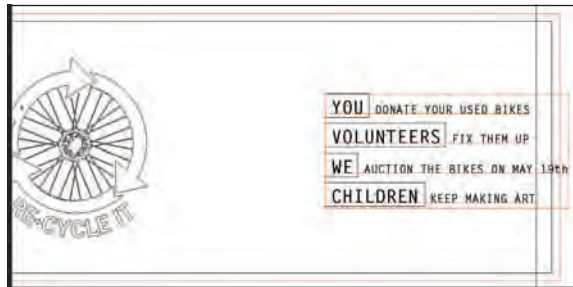 YOU DONATE YOUR USED BIKES
VOLUNTEERS FIX THEM UP
WE AUCTION THE BIKES ON MAY 19th
CHILDREN KEEP MAKING ART
RE-CYCLE IT